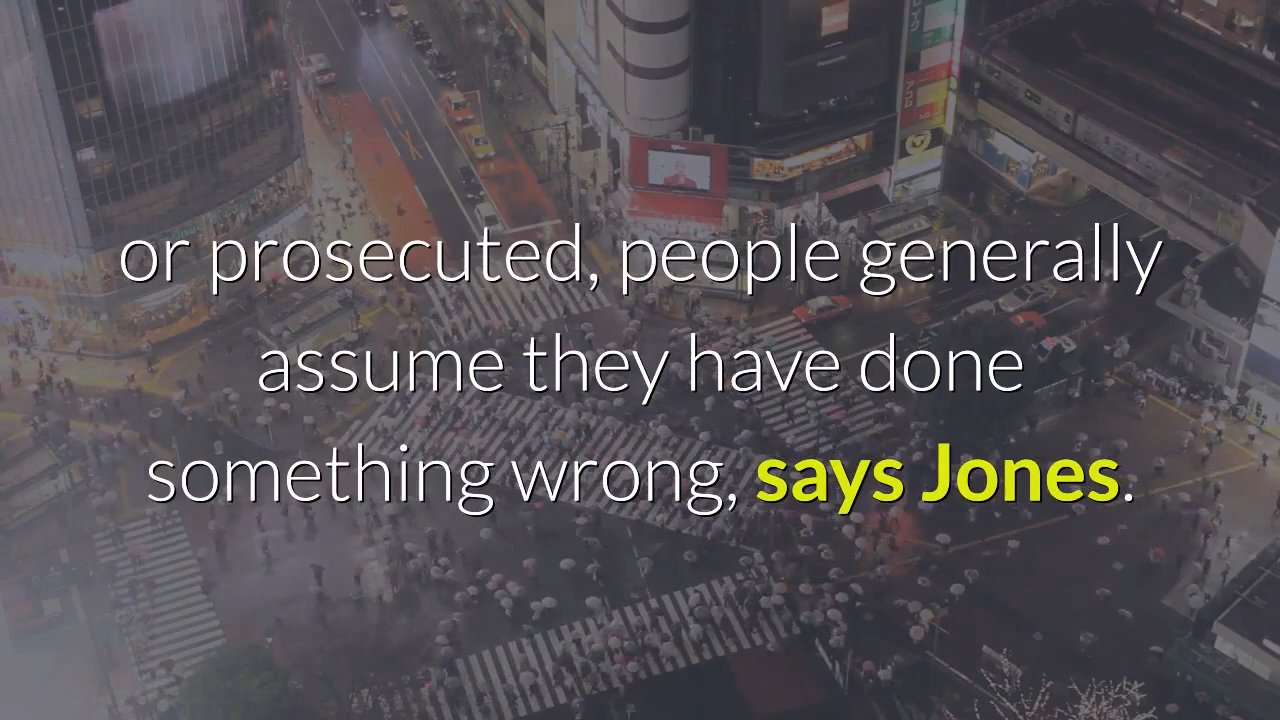 or prosecuted, people generally
assume they have done
something wrong, says Jones.